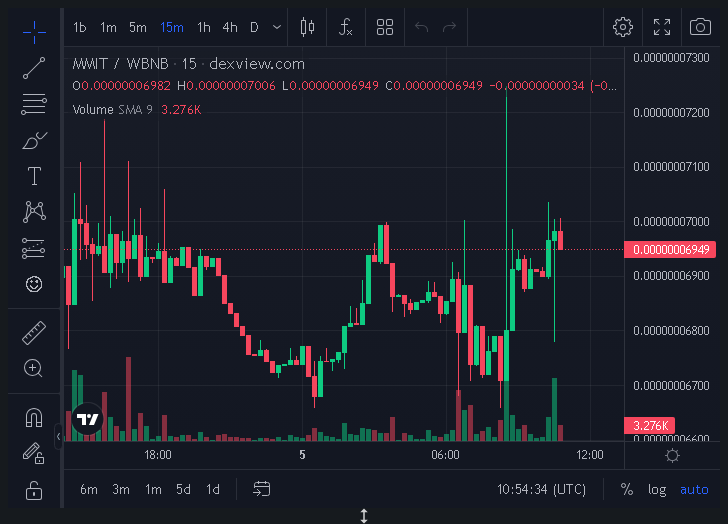 1b 1m 5m 15m 1h 4h D
MMIT / WBNB · 15 · dexview.com
O0.00000006982 H0.00000007006 L0.00000006949 C0.00000006949 −0.00000000034 (−0...
Volume SMA 9 3.276K
0.00000007300
0.00000007200
0.00000007100
0.00000007000
0.00000006949
0.00000006900
0.00000006800
0.00000006700
3.276K
0.00000006600
18:00 5 06:00 12:00
6m 3m 1m 5d 1d 10:54:34 (UTC) % log auto